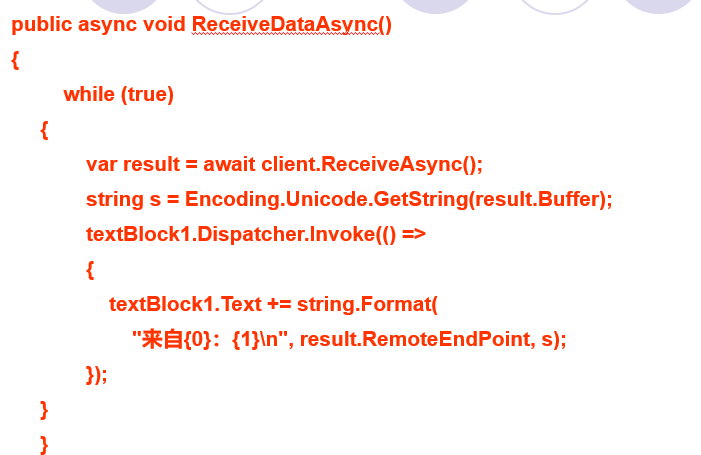 public async void ReceiveDataAsync()
{
while (true)
{
var result = await client.ReceiveAsync();
string s = Encoding.Unicode.GetString(result.Buffer);
textBlock1.Dispatcher.Invoke(() =>
{
textBlock1.Text += string.Format(
"来自{0}：{1}\n", result.RemoteEndPoint, s);
});
}
}